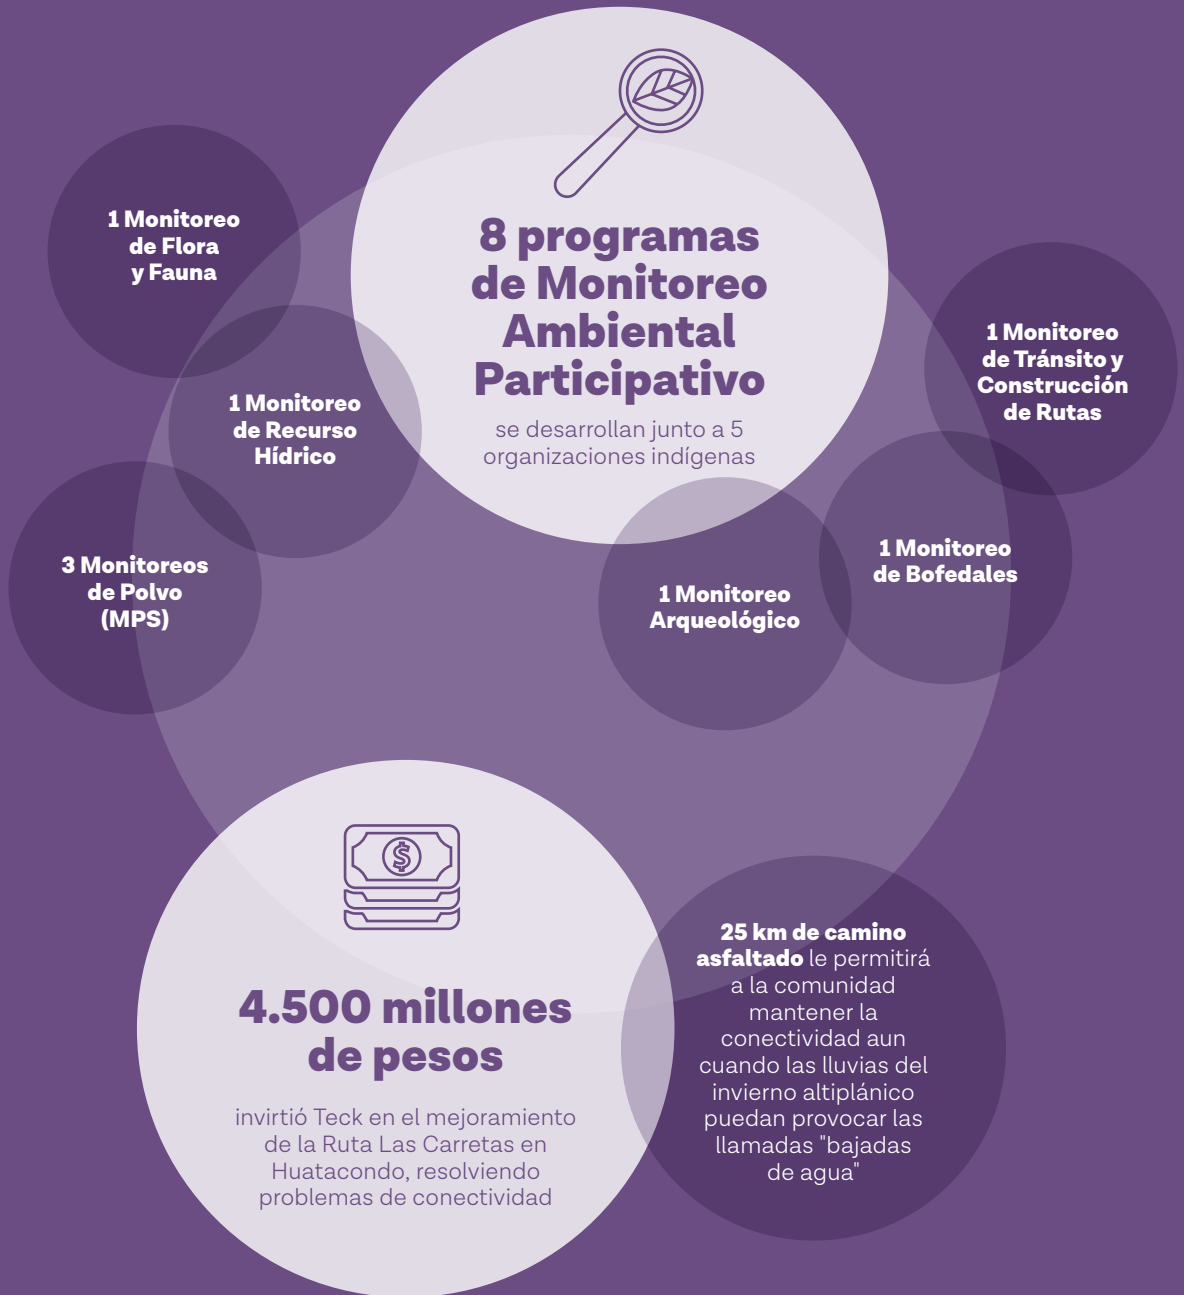 8 programas
de Monitoreo
Ambiental
Participativo
se desarrollan junto a 5
organizaciones indígenas
1 Monitoreo
de Flora
y Fauna
1 Monitoreo
de Recurso
Hídrico
3 Monitoreos
de Polvo
(MPS)
1 Monitoreo
de Tránsito y
Construcción
de Rutas
1 Monitoreo
de Bofedales
1 Monitoreo
Arqueológico
$
4.500 millones
de pesos
invirtió Teck en el mejoramiento
de la Ruta Las Carretas en
Huatacondo, resolviendo
problemas de conectividad
25 km de camino
asfaltado le permitirá
a la comunidad
mantener la
conectividad aun
cuando las lluvias del
invierno altiplánico
puedan provocar las
llamadas "bajadas
de agua"